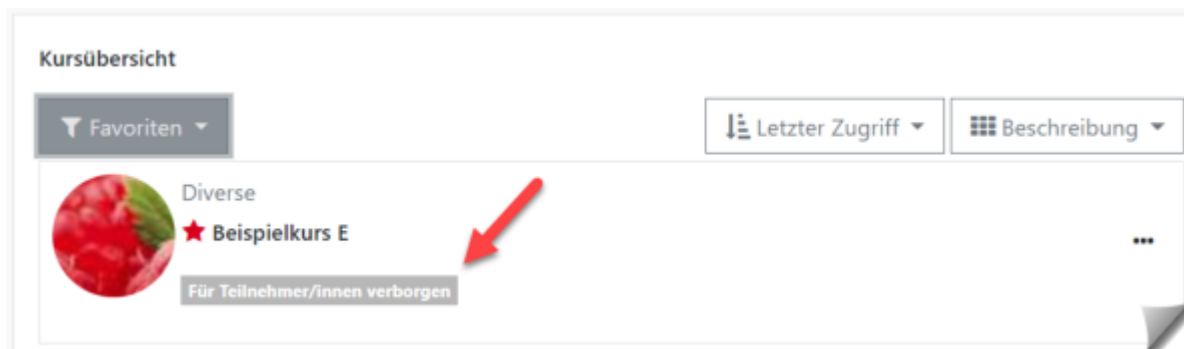 Kursübersicht
Favoriten
Letzter Zugriff
Beschreibung
Diverse
Beispielkurs E
Für Teilnehmer/innen verborgen